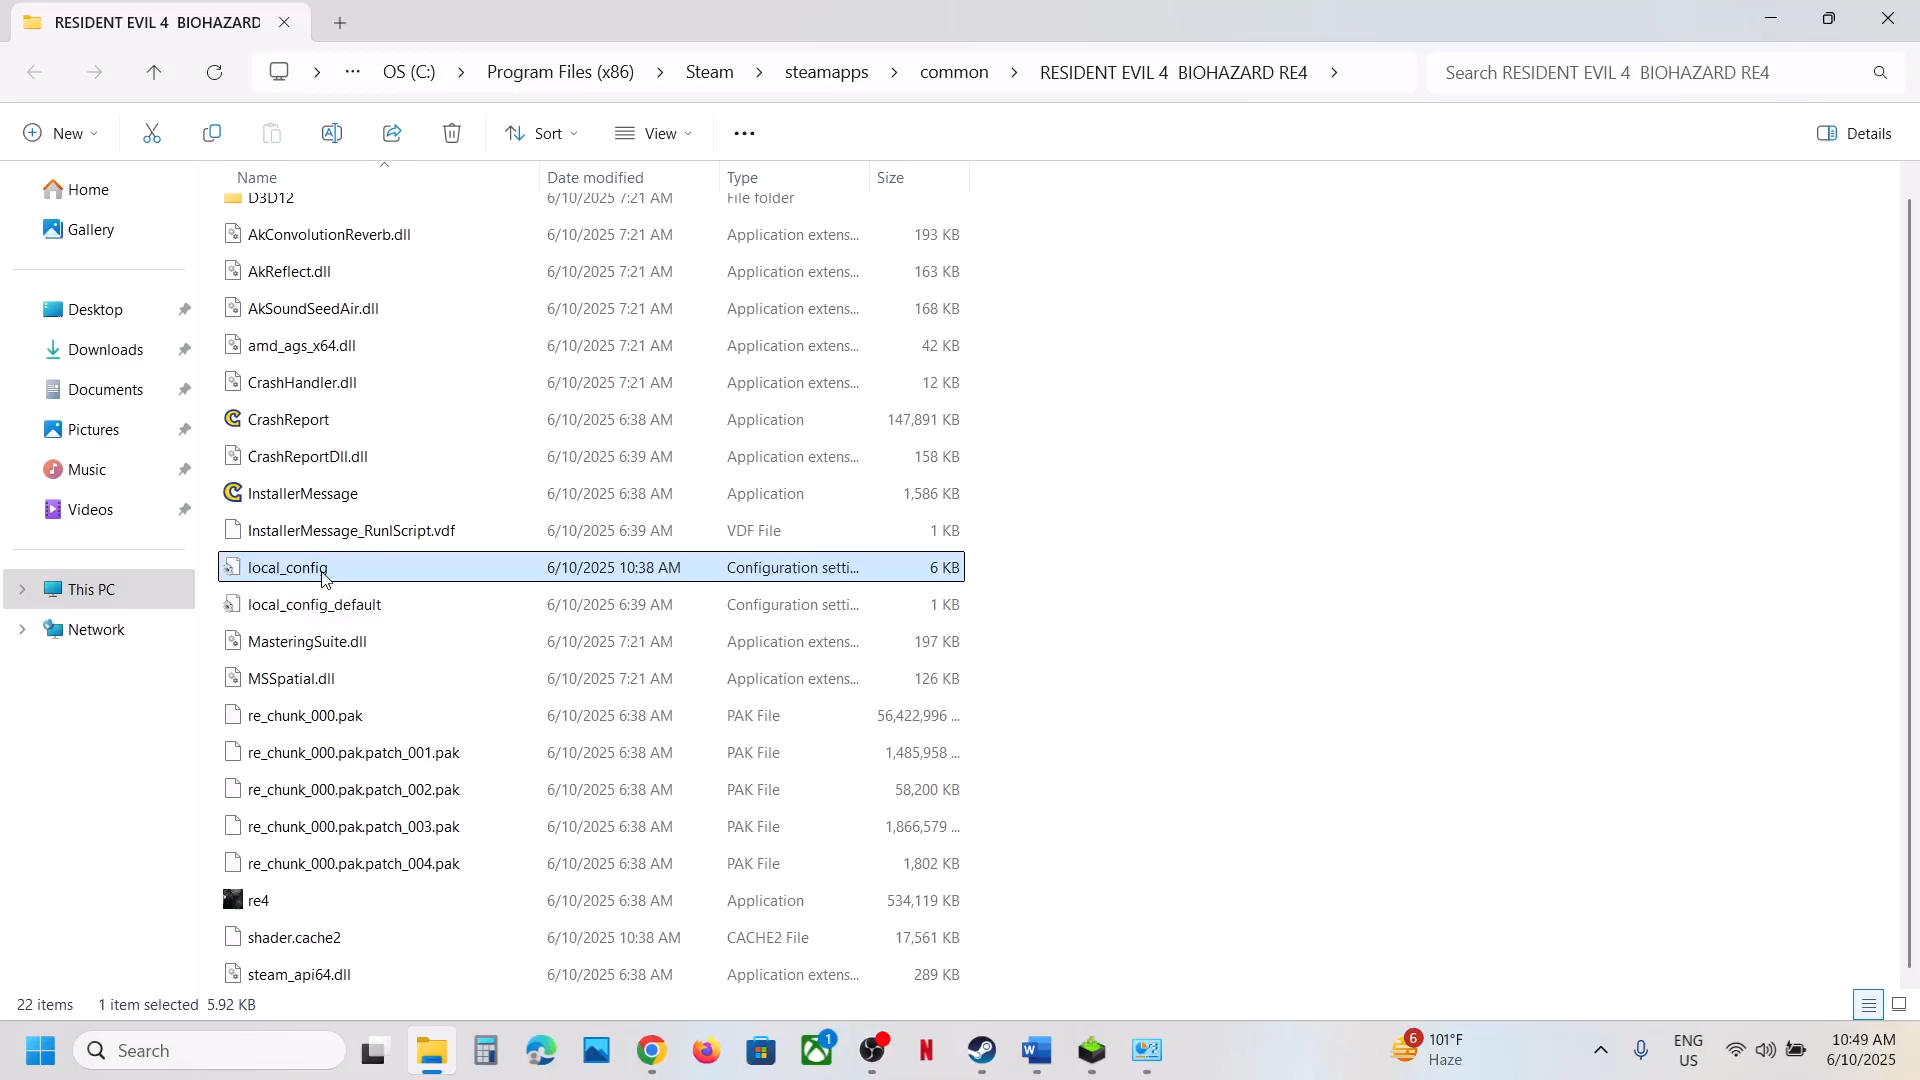 RESIDENT EVIL 4  BIOHAZARD
OS (C:) Program Files (x86) Steam steamapps common RESIDENT EVIL 4  BIOHAZARD RE4
Search RESIDENT EVIL 4  BIOHAZARD RE4
New Sort View Details
Name Date modified Type Size
Home
Gallery
Desktop
Downloads
Documents
Pictures
Music
Videos
This PC
Network
D3D12 6/10/2025 7:21 AM File folder
AkConvolutionReverb.dll 6/10/2025 7:21 AM Application extens... 193 KB
AkReflect.dll 6/10/2025 7:21 AM Application extens... 163 KB
AkSoundSeedAir.dll 6/10/2025 7:21 AM Application extens... 168 KB
amd_ags_x64.dll 6/10/2025 7:21 AM Application extens... 42 KB
CrashHandler.dll 6/10/2025 7:21 AM Application extens... 12 KB
CrashReport 6/10/2025 6:38 AM Application 147,891 KB
CrashReportDll.dll 6/10/2025 6:39 AM Application extens... 158 KB
InstallerMessage 6/10/2025 6:38 AM Application 1,586 KB
InstallerMessage_RunIScript.vdf 6/10/2025 6:39 AM VDF File 1 KB
local_config 6/10/2025 10:38 AM Configuration setti... 6 KB
local_config_default 6/10/2025 6:39 AM Configuration setti... 1 KB
MasteringSuite.dll 6/10/2025 7:21 AM Application extens... 197 KB
MSSpatial.dll 6/10/2025 7:21 AM Application extens... 126 KB
re_chunk_000.pak 6/10/2025 6:38 AM PAK File 56,422,996 ...
re_chunk_000.pak.patch_001.pak 6/10/2025 6:38 AM PAK File 1,485,958 ...
re_chunk_000.pak.patch_002.pak 6/10/2025 6:38 AM PAK File 58,200 KB
re_chunk_000.pak.patch_003.pak 6/10/2025 6:38 AM PAK File 1,866,579 ...
re_chunk_000.pak.patch_004.pak 6/10/2025 6:38 AM PAK File 1,802 KB
re4 6/10/2025 6:38 AM Application 534,119 KB
shader.cache2 6/10/2025 10:38 AM CACHE2 File 17,561 KB
steam_api64.dll 6/10/2025 6:38 AM Application extens... 289 KB
22 items 1 item selected 5.92 KB
Search
1
6
101°F
Haze
ENG
US
10:49 AM
6/10/2025